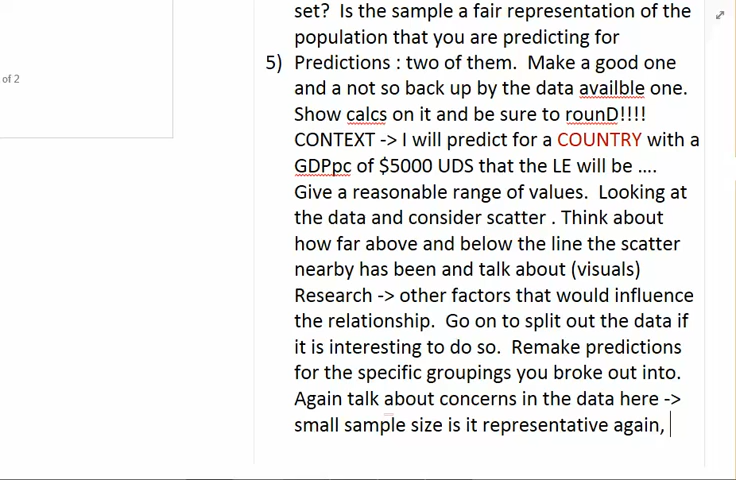 set?  Is the sample a fair representation of the
population that you are predicting for
of 2
5) Predictions : two of them.  Make a good one
and a not so back up by the data availble one.
Show calcs on it and be sure to rounD!!!!
CONTEXT -> I will predict for a COUNTRY with a
GDPpc of $5000 UDS that the LE will be ....
Give a reasonable range of values.  Looking at
the data and consider scatter . Think about
how far above and below the line the scatter
nearby has been and talk about (visuals)
Research -> other factors that would influence
the relationship.  Go on to split out the data if
it is interesting to do so.  Remake predictions
for the specific groupings you broke out into.
Again talk about concerns in the data here ->
small sample size is it representative again,